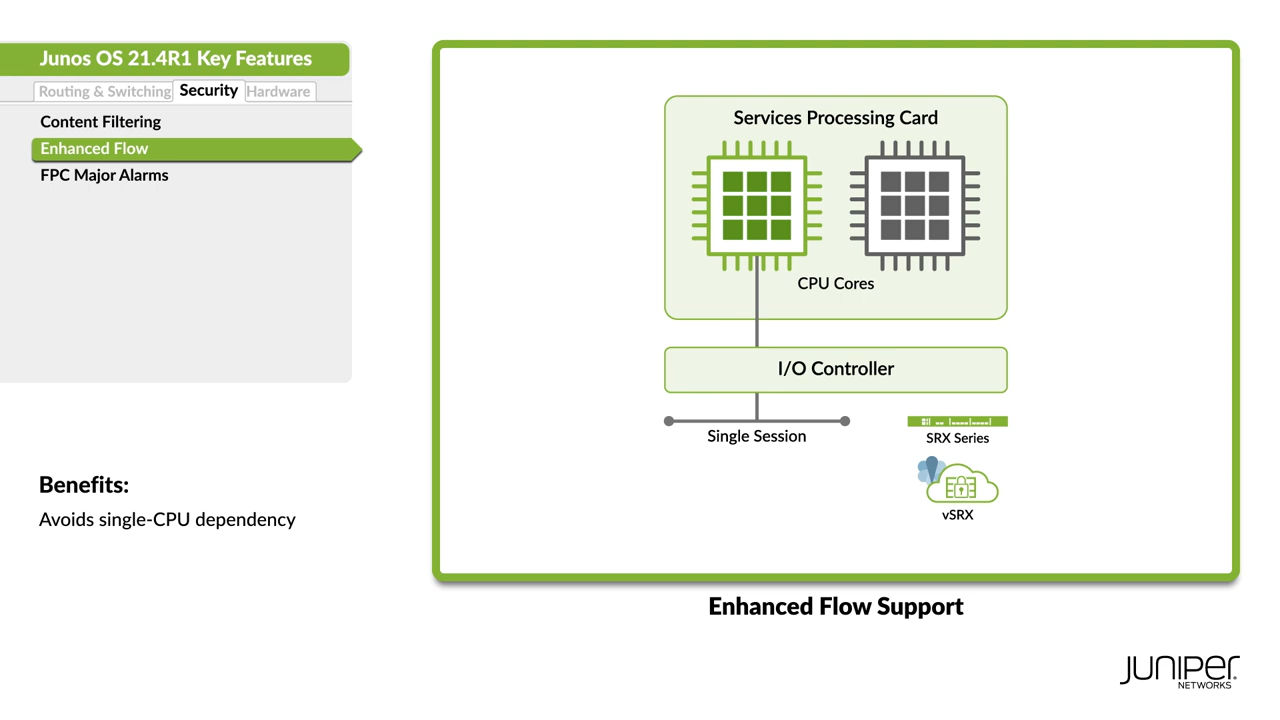 Junos OS 21.4R1 Key Features
Routing & Switching Security Hardware
Content Filtering
Enhanced Flow
FPC Major Alarms
Benefits:
Avoids single-CPU dependency
Services Processing Card
CPU Cores
I/O Controller
Single Session
SRX Series
vSRX
Enhanced Flow Support
JUNIPER
NETWORKS